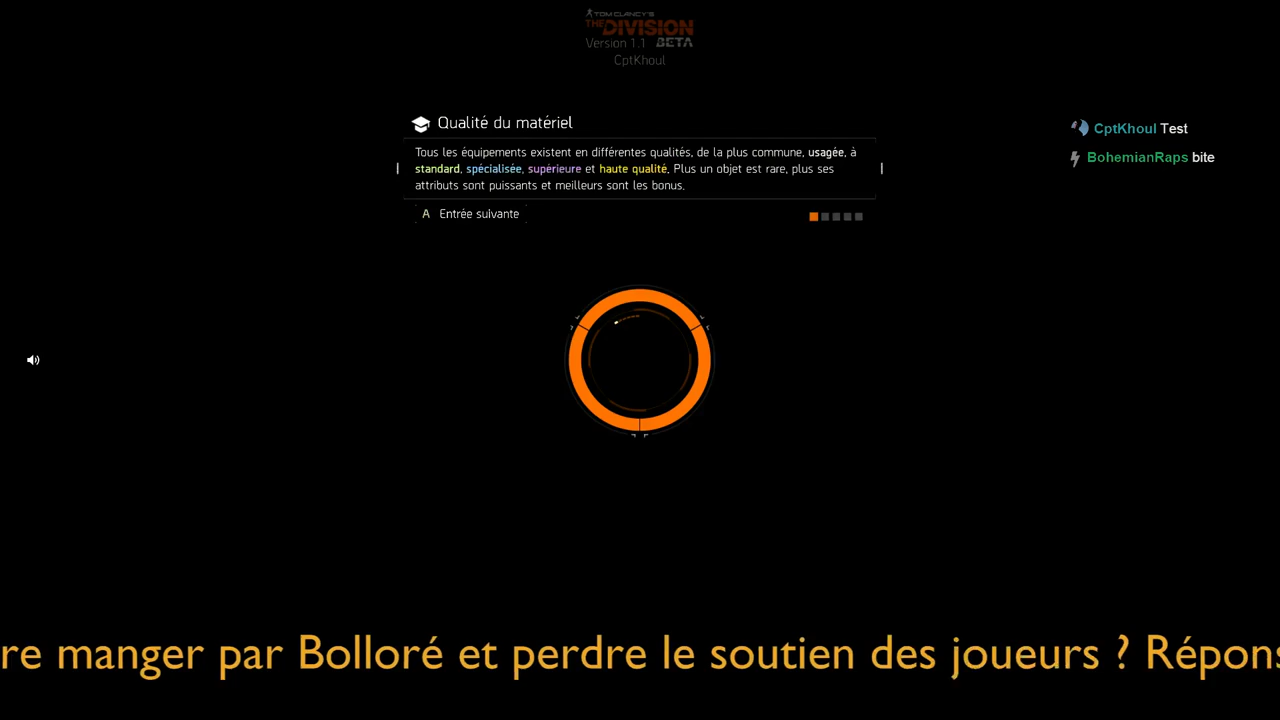 TOM CLANCY'S
THE DIVISION
Version 1.1 BETA
CptKhoul
Qualité du matériel
Tous les équipements existent en différentes qualités, de la plus commune, usagée, à
standard, spécialisée, supérieure et haute qualité. Plus un objet est rare, plus ses
attributs sont puissants et meilleurs sont les bonus.
A Entrée suivante
CptKhoul Test
BohemianRaps bite
re manger par Bolloré et perdre le soutien des joueurs ? Répons